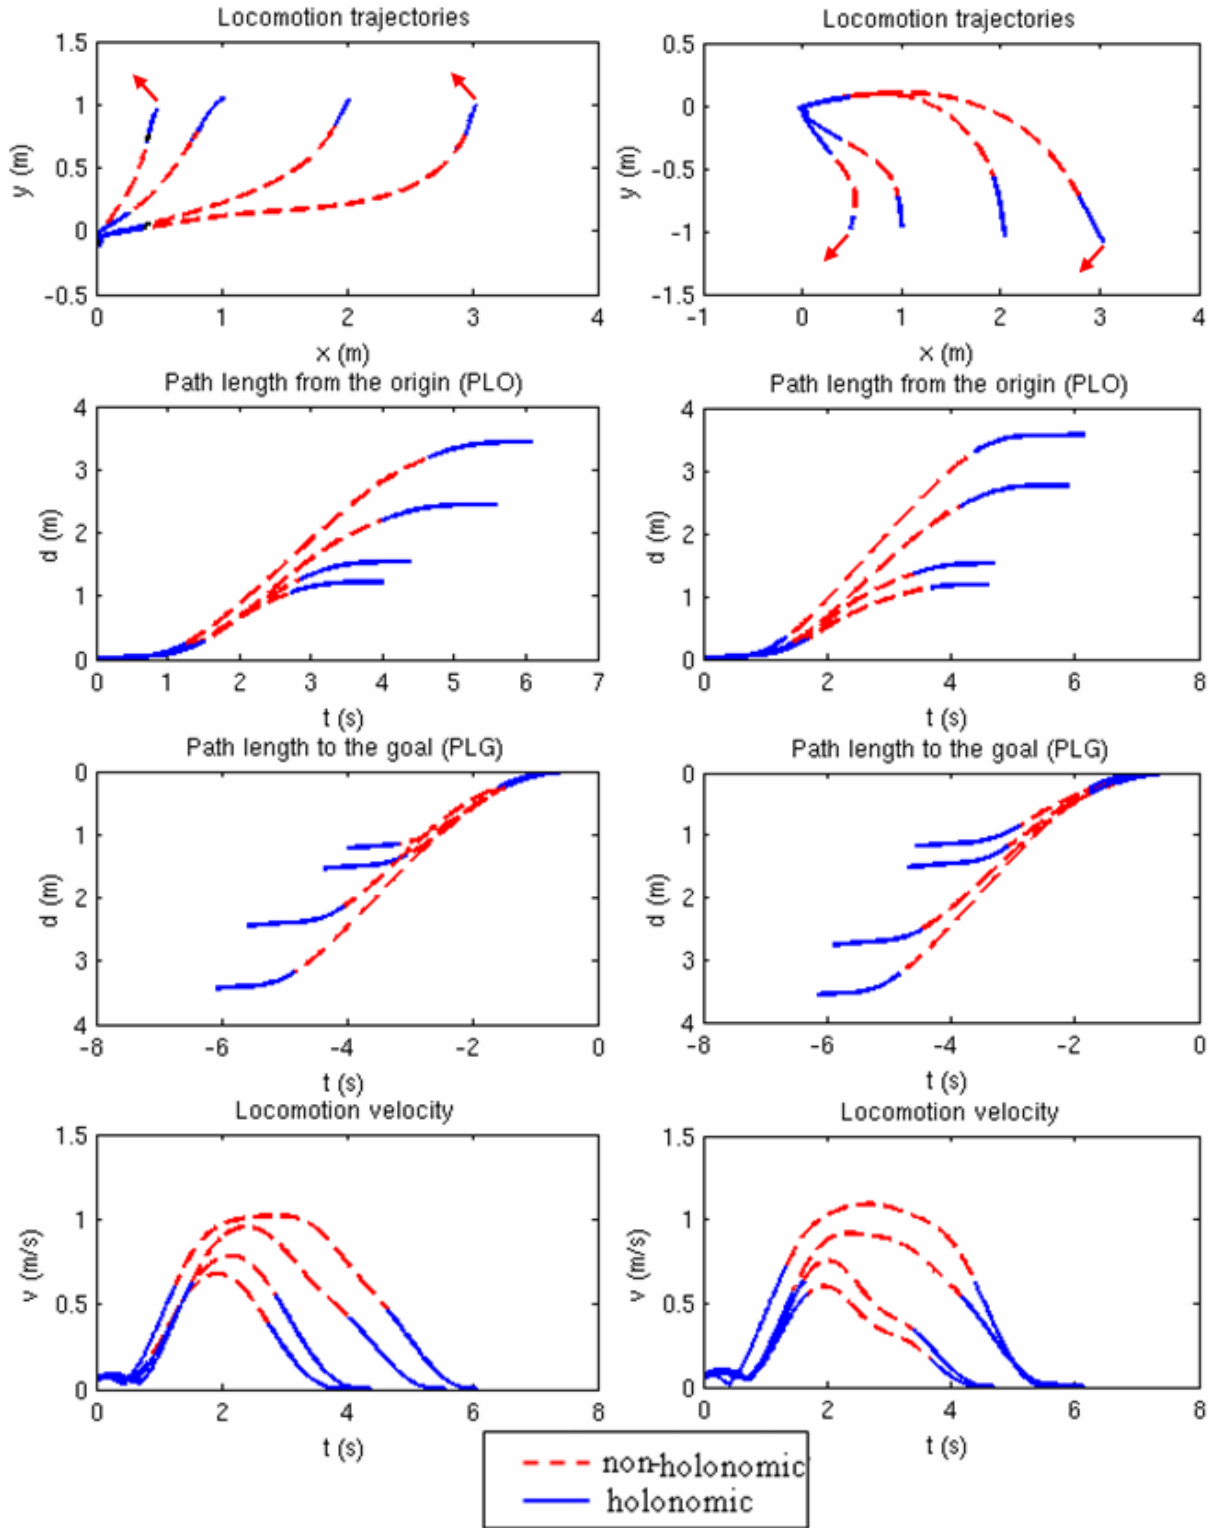 Locomotion trajectories
Locomotion trajectories
1.5
1
0.5
0
-0.5
y (m)
0 1 2 3 4
x (m)
0.5
0
-0.5
-1
-1.5
y (m)
-1 0 1 2 3 4
x (m)
Path length from the origin (PLO)
Path length from the origin (PLO)
4
3
2
1
0
d (m)
0 1 2 3 4 5 6 7
t (s)
4
3
2
1
0
d (m)
0 2 4 6 8
t (s)
Path length to the goal (PLG)
Path length to the goal (PLG)
0
1
2
3
4
d (m)
-8 -6 -4 -2 0
t (s)
0
1
2
3
4
d (m)
-8 -6 -4 -2 0
t (s)
Locomotion velocity
Locomotion velocity
1.5
1
0.5
0
v (m/s)
0 2 4 6 8
t (s)
1.5
1
0.5
0
v (m/s)
0 2 4 6 8
t (s)
non-holonomic
holonomic